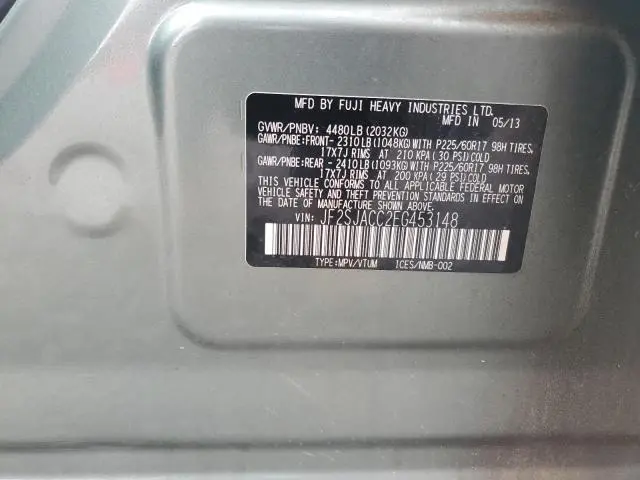 MFD BY FUJI HEAVY INDUSTRIES LTD.
MFD IN 05/13
GVWR/PNBV: 4480LB (2032KG)
GAWR/PNBE:FRONT- 2310LB (1048KG) WITH P225/60R17 98H TIRES,
17X7J RIMS AT 210 KPA (30 PSI) COLD
GAWR/PNBE:REAR - 2410LB (1093KG) WITH P225/60R17 98H TIRES,
17X7J RIMS AT 200 KPA (29 PSI) COLD
THIS VEHICLE CONFORMS TO ALL APPLICABLE FEDERAL MOTOR
VEHICLE SAFETY, BUMPER, AND THEFT PREVENTION STANDARDS
IN EFFECT ON THE DATE OF MANUFACTURE SHOWN ABOVE.
VIN: JF2SJACC2EG453148
TYPE:MPV/VTUM ICES/NMB-002